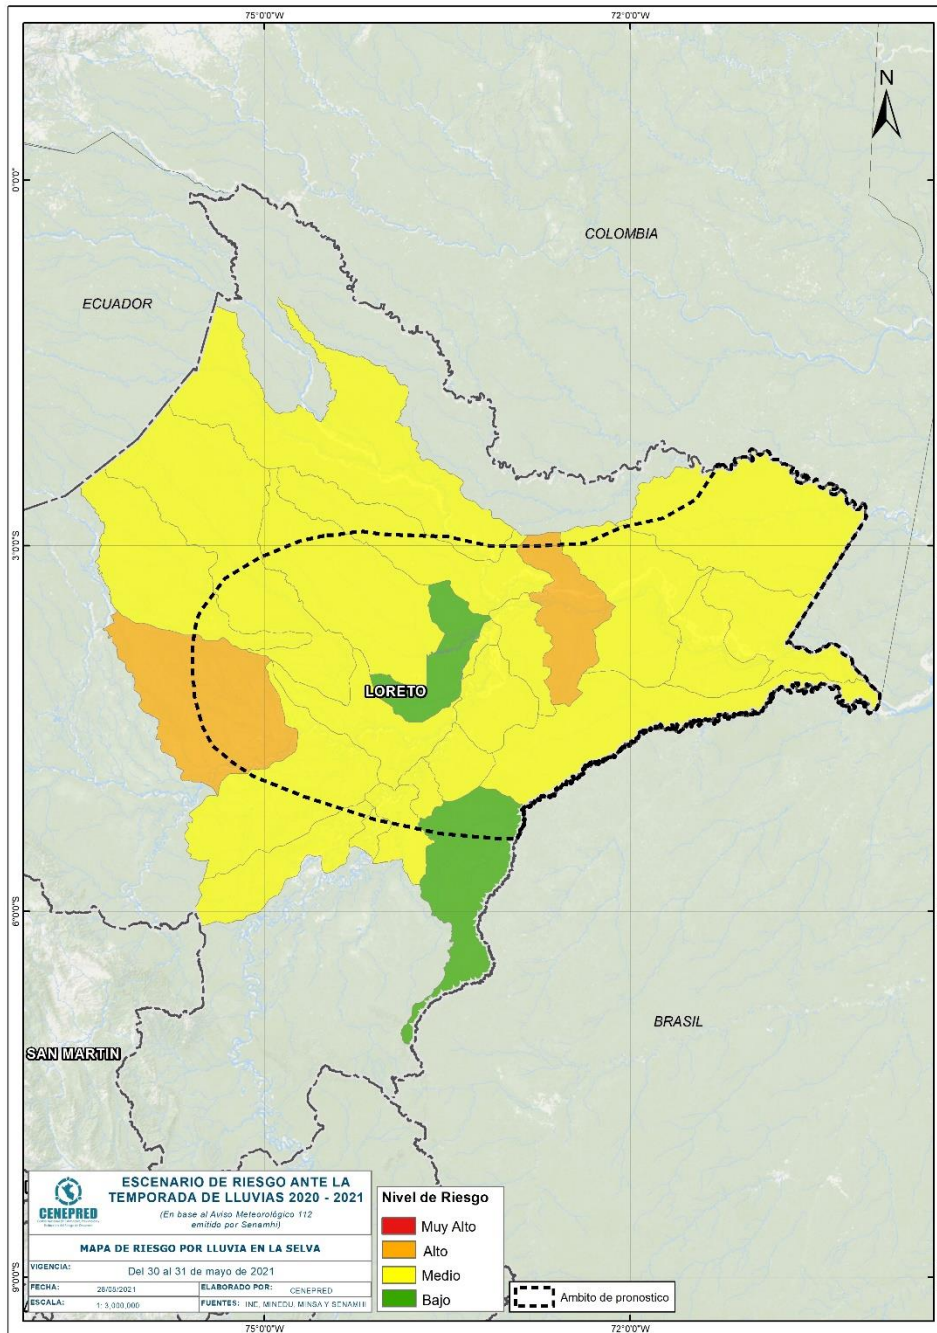 75°0'0"W
72°0'0"W
N
0°0'0"
COLOMBIA
ECUADOR
3°0'0"S
LORETO
6°0'0"S
BRASIL
SAN MARTIN
CENEPRED
ESCENARIO DE RIESGO ANTE LA
TEMPORADA DE LLUVIAS 2020 - 2021
(En base al Aviso Meteorológico 112
emitido por Senamhi)
MAPA DE RIESGO POR LLUVIA EN LA SELVA
VIGENCIA: Del 30 al 31 de mayo de 2021
FECHA: 28/05/2021 ELABORADO POR: CENEPRED
ESCALA: 1: 3,000,000 FUENTES: INEI, MINEDU, MINSA Y SENAMHI
Nivel de Riesgo
Muy Alto
Alto
Medio
Bajo
Ambito de pronostico
9°0'0"S
75°0'0"W
72°0'0"W